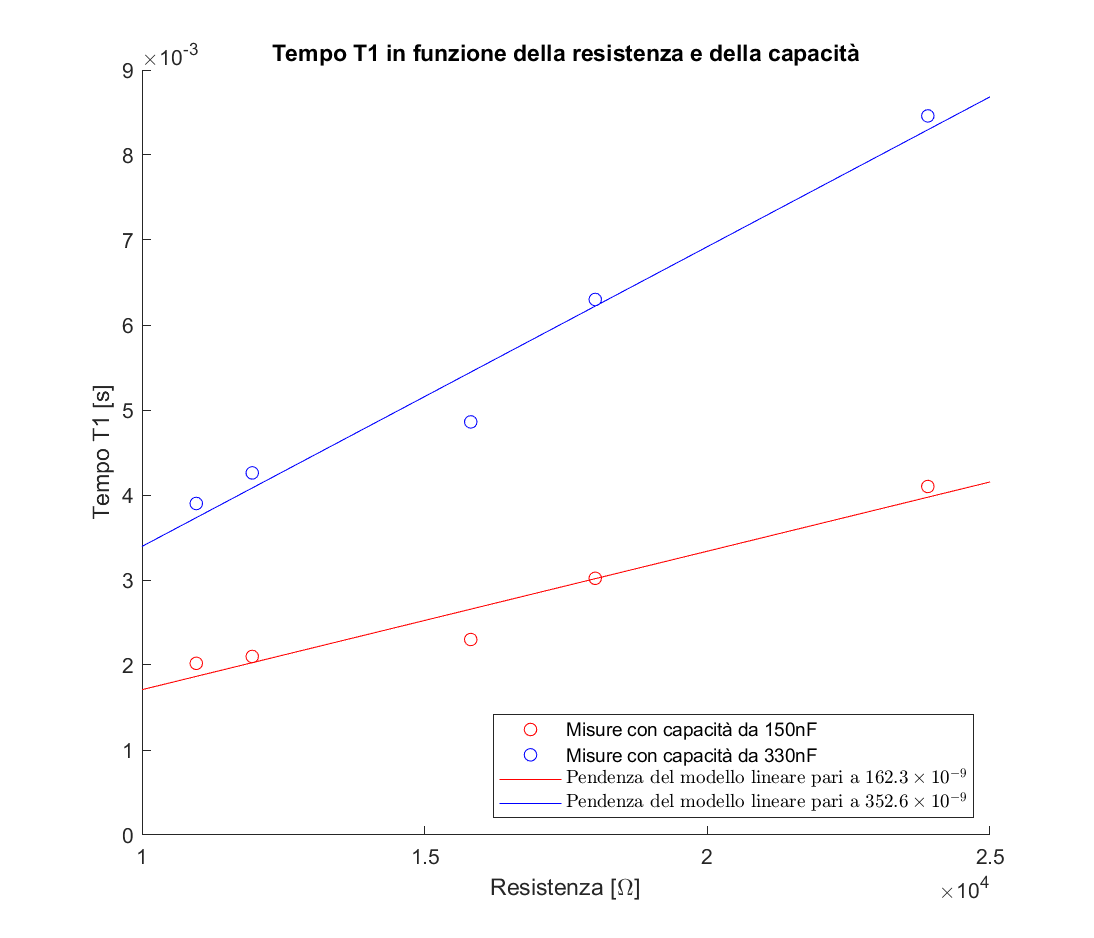 Tempo T1 in funzione della resistenza e della capacità
×10⁻³
9
8
7
6
5
4
3
2
1
0
Tempo T1 [s]
Misure con capacità da 150nF
Misure con capacità da 330nF
Pendenza del modello lineare pari a 162.3 × 10⁻⁹
Pendenza del modello lineare pari a 352.6 × 10⁻⁹
1 1.5 2 2.5
Resistenza [Ω]
×10⁴